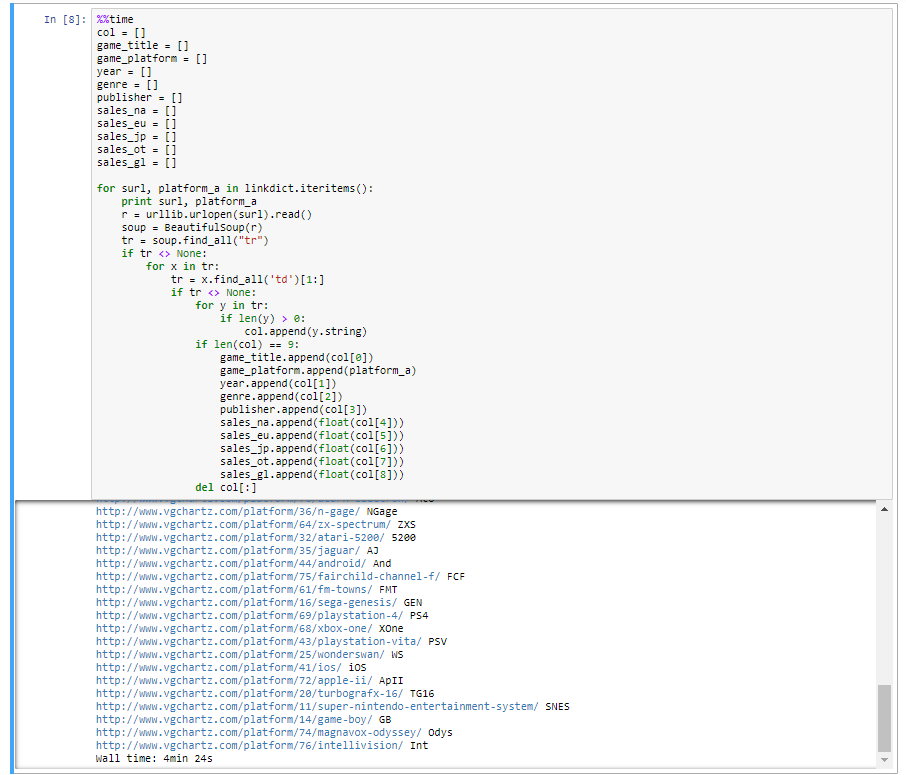 In [8]: %%time
col = []
game_title = []
game_platform = []
year = []
genre = []
publisher = []
sales_na = []
sales_eu = []
sales_jp = []
sales_ot = []
sales_gl = []

for surl, platform_a in linkdict.iteritems():
    print surl, platform_a
    r = urllib.urlopen(surl).read()
    soup = BeautifulSoup(r)
    tr = soup.find_all("tr")
    if tr <> None:
        for x in tr:
            tr = x.find_all('td')[1:]
            if tr <> None:
                for y in tr:
                    if len(y) > 0:
                        col.append(y.string)
                if len(col) == 9:
                    game_title.append(col[0])
                    game_platform.append(platform_a)
                    year.append(col[1])
                    genre.append(col[2])
                    publisher.append(col[3])
                    sales_na.append(float(col[4]))
                    sales_eu.append(float(col[5]))
                    sales_jp.append(float(col[6]))
                    sales_ot.append(float(col[7]))
                    sales_gl.append(float(col[8]))
                del col[:]
http://www.vgchartz.com/platform/36/n-gage/ NGage
http://www.vgchartz.com/platform/64/zx-spectrum/ ZXS
http://www.vgchartz.com/platform/32/atari-5200/ 5200
http://www.vgchartz.com/platform/35/jaguar/ AJ
http://www.vgchartz.com/platform/44/android/ And
http://www.vgchartz.com/platform/75/fairchild-channel-f/ FCF
http://www.vgchartz.com/platform/61/fm-towns/ FMT
http://www.vgchartz.com/platform/16/sega-genesis/ GEN
http://www.vgchartz.com/platform/69/playstation-4/ PS4
http://www.vgchartz.com/platform/68/xbox-one/ XOne
http://www.vgchartz.com/platform/43/playstation-vita/ PSV
http://www.vgchartz.com/platform/25/wonderswan/ WS
http://www.vgchartz.com/platform/41/ios/ iOS
http://www.vgchartz.com/platform/72/apple-ii/ ApII
http://www.vgchartz.com/platform/20/turbografx-16/ TG16
http://www.vgchartz.com/platform/11/super-nintendo-entertainment-system/ SNES
http://www.vgchartz.com/platform/14/game-boy/ GB
http://www.vgchartz.com/platform/74/magnavox-odyssey/ Odys
http://www.vgchartz.com/platform/76/intellivision/ Int
Wall time: 4min 24s